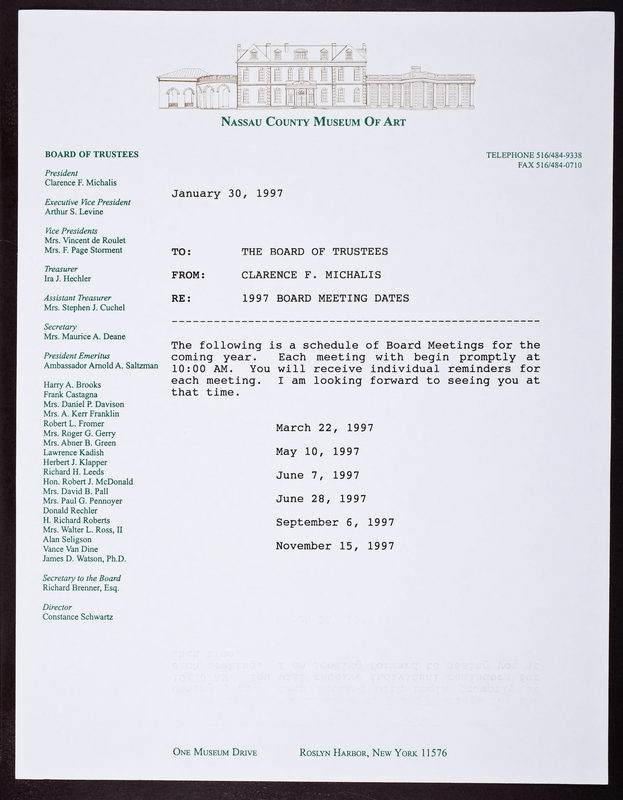 NASSAU COUNTY MUSEUM OF ART
BOARD OF TRUSTEES
President
Clarence F. Michalis
Executive Vice President
Arthur S. Levine
Vice Presidents
Mrs. Vincent de Roulet
Mrs. F. Page Storment
Treasurer
Ira J. Hechler
Assistant Treasurer
Mrs. Stephen J. Cuchel
Secretary
Mrs. Maurice A. Deane
President Emeritus
Ambassador Arnold A. Saltzman
Harry A. Brooks
Frank Castagna
Mrs. Daniel P. Davison
Mrs. A. Kerr Franklin
Robert L. Fromer
Mrs. Roger G. Gerry
Mrs. Abner B. Green
Lawrence Kadish
Herbert J. Klapper
Richard H. Leeds
Hon. Robert J. McDonald
Mrs. David B. Pall
Mrs. Paul G. Pennoyer
Donald Rechler
H. Richard Roberts
Mrs. Walter L. Ross, II
Alan Seligson
Vance Van Dine
James D. Watson, Ph.D.
Secretary to the Board
Richard Brenner, Esq.
Director
Constance Schwartz
TELEPHONE 516/484-9338
FAX 516/484-0710
January 30, 1997
TO: THE BOARD OF TRUSTEES
FROM: CLARENCE F. MICHALIS
RE: 1997 BOARD MEETING DATES
The following is a schedule of Board Meetings for the
coming year. Each meeting with begin promptly at
10:00 AM. You will receive individual reminders for
each meeting. I am looking forward to seeing you at
that time.
March 22, 1997
May 10, 1997
June 7, 1997
June 28, 1997
September 6, 1997
November 15, 1997
ONE MUSEUM DRIVE ROSLYN HARBOR, NEW YORK 11576